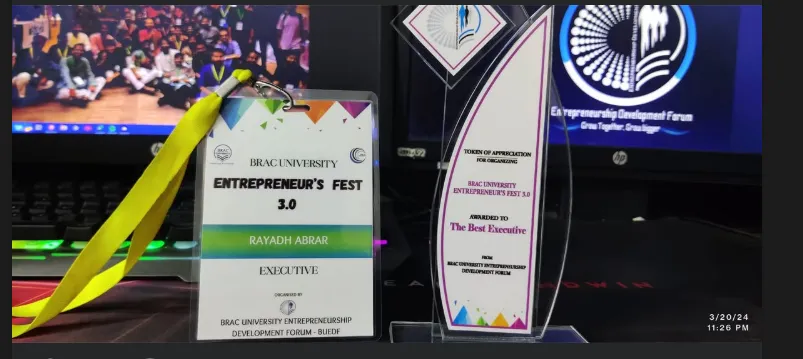 BRAC UNIVERSITY
ENTREPRENEUR'S FEST
3.0
RAYADH ABRAR
EXECUTIVE
ORGANISED BY
BRAC UNIVERSITY ENTREPRENEURSHIP
DEVELOPMENT FORUM - BUEDF
TOKEN OF APPRECIATION
FOR ORGANIZING
BRAC UNIVERSITY
ENTREPRENEUR'S FEST 3.0
AWARDED TO
The Best Executive
FROM
BRAC UNIVERSITY ENTREPRENEURSHIP
DEVELOPMENT FORUM
Entrepreneurship Development Forum
Grow Together, Grow Bigger
hp
3/20/24
11:26 PM